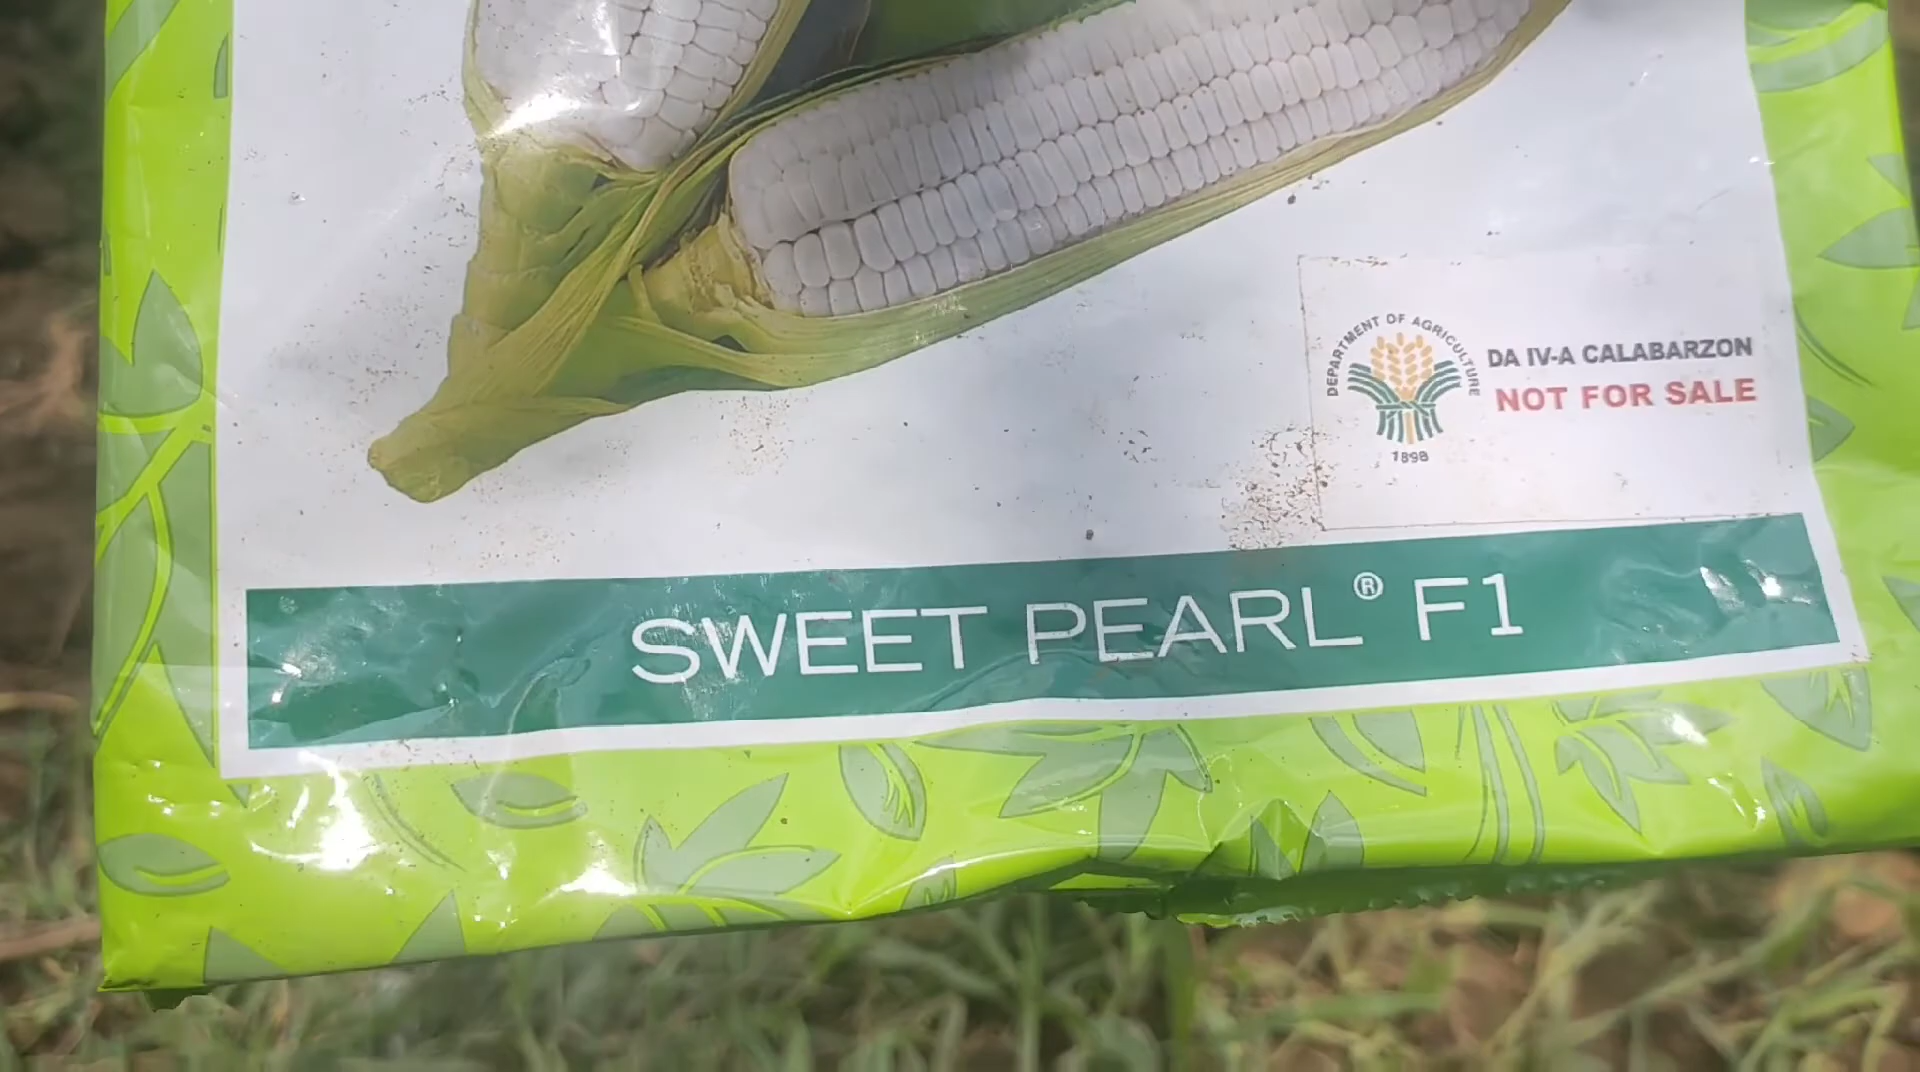 DEPARTMENT OF AGRICULTURE
1898
DA IV-A CALABARZON
NOT FOR SALE
SWEET PEARL® F1